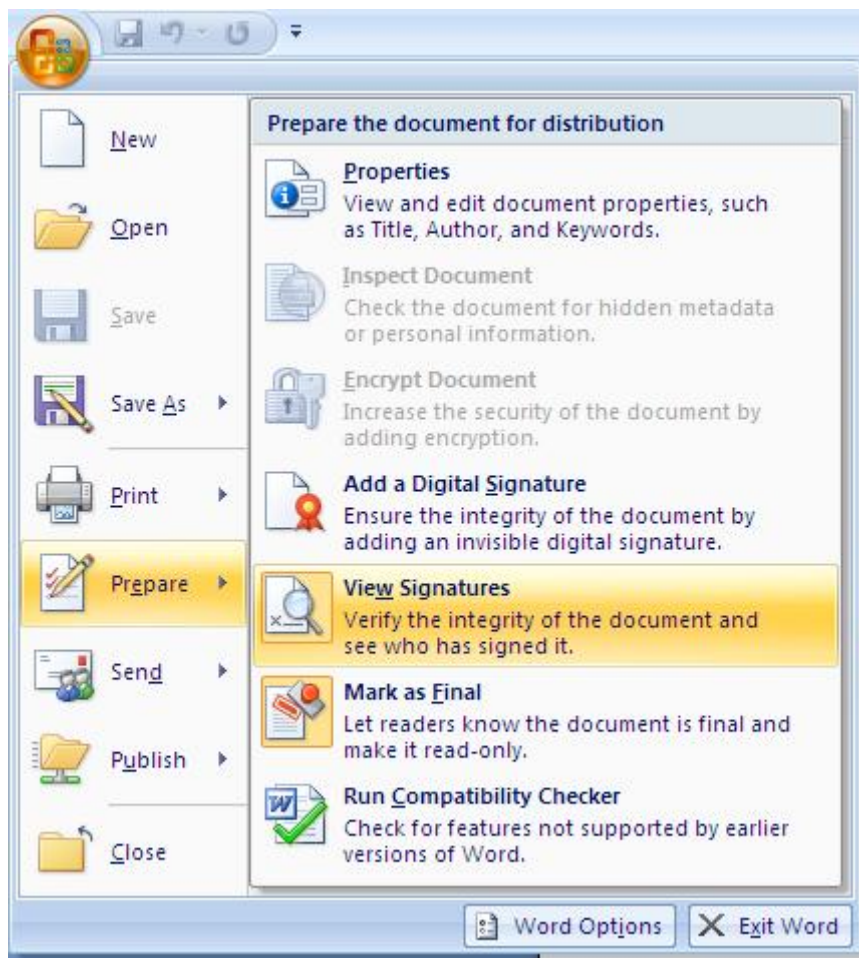 New
Open
Save
Save As
Print
Prepare
Send
Publish
Close
Prepare the document for distribution
Properties
View and edit document properties, such
as Title, Author, and Keywords.
Inspect Document
Check the document for hidden metadata
or personal information.
Encrypt Document
Increase the security of the document by
adding encryption.
Add a Digital Signature
Ensure the integrity of the document by
adding an invisible digital signature.
View Signatures
Verify the integrity of the document and
see who has signed it.
Mark as Final
Let readers know the document is final and
make it read-only.
Run Compatibility Checker
Check for features not supported by earlier
versions of Word.
Word Options
Exit Word